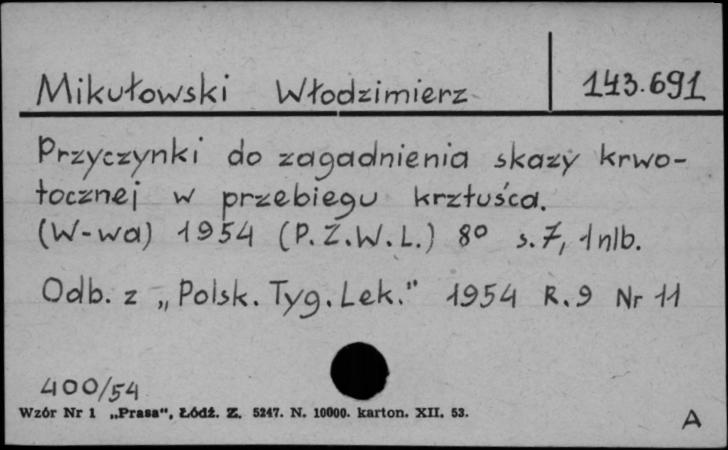 Mikułowski Włodzimierz 143.691
Przyczynki do zagadnienia skazy krwo-
tocznej w przebiegu krztuśca.
(W-wa) 1954 (P.Z.W.L.) 8° s.7, 1 nlb.
Odb. z „Polsk. Tyg. Lek." 1954 R.9 Nr 11
400/54
Wzór Nr 1 „Prasa", Łódź. Z. 5247. N. 10000. karton. XII. 53.
A